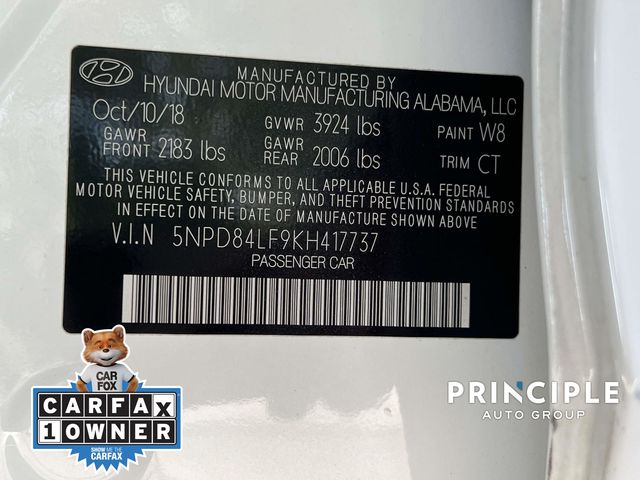 MANUFACTURED BY
HYUNDAI MOTOR MANUFACTURING ALABAMA, LLC
Oct/10/18 GVWR 3924 lbs PAINT W8
GAWR FRONT 2183 lbs GAWR REAR 2006 lbs TRIM CT
THIS VEHICLE CONFORMS TO ALL APPLICABLE U.S.A. FEDERAL
MOTOR VEHICLE SAFETY, BUMPER, AND THEFT PREVENTION STANDARDS
IN EFFECT ON THE DATE OF MANUFACTURE SHOWN ABOVE.
V.I.N 5NPD84LF9KH417737
PASSENGER CAR
CAR
FOX
CARFAX
1 OWNER
SHOW ME THE
CARFAX
PRINCIPLE
AUTO GROUP